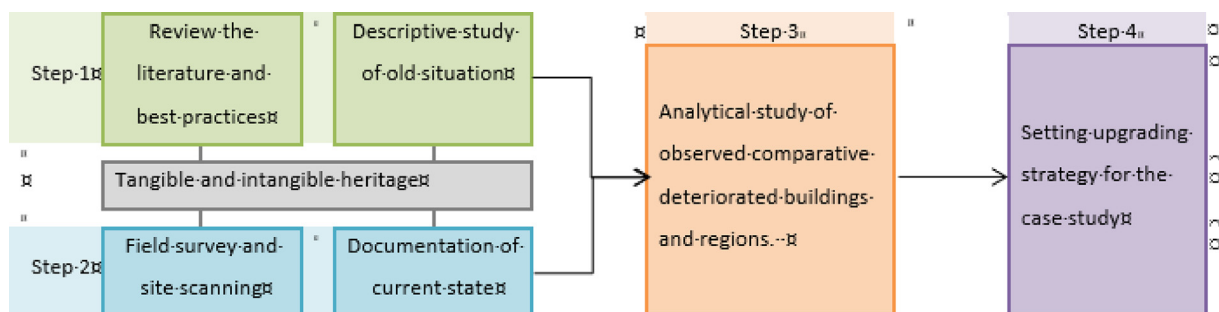 Step·1¤
Review·the·
literature·and·
best·practices¤
Descriptive·study·
of·old·situation¤
¤
Tangible·and·intangible·heritage¤
Step·2¤
Field·survey·and·
site·scanning¤
Documentation·of·
current·state¤
¤
Step·3
Analytical·study·of·
observed·comparative·
deteriorated·buildings·
and·regions.··¤
Step·4
Setting·upgrading·
strategy·for·the·
case·study¤
¤
¤
¤
¤
¤
¤